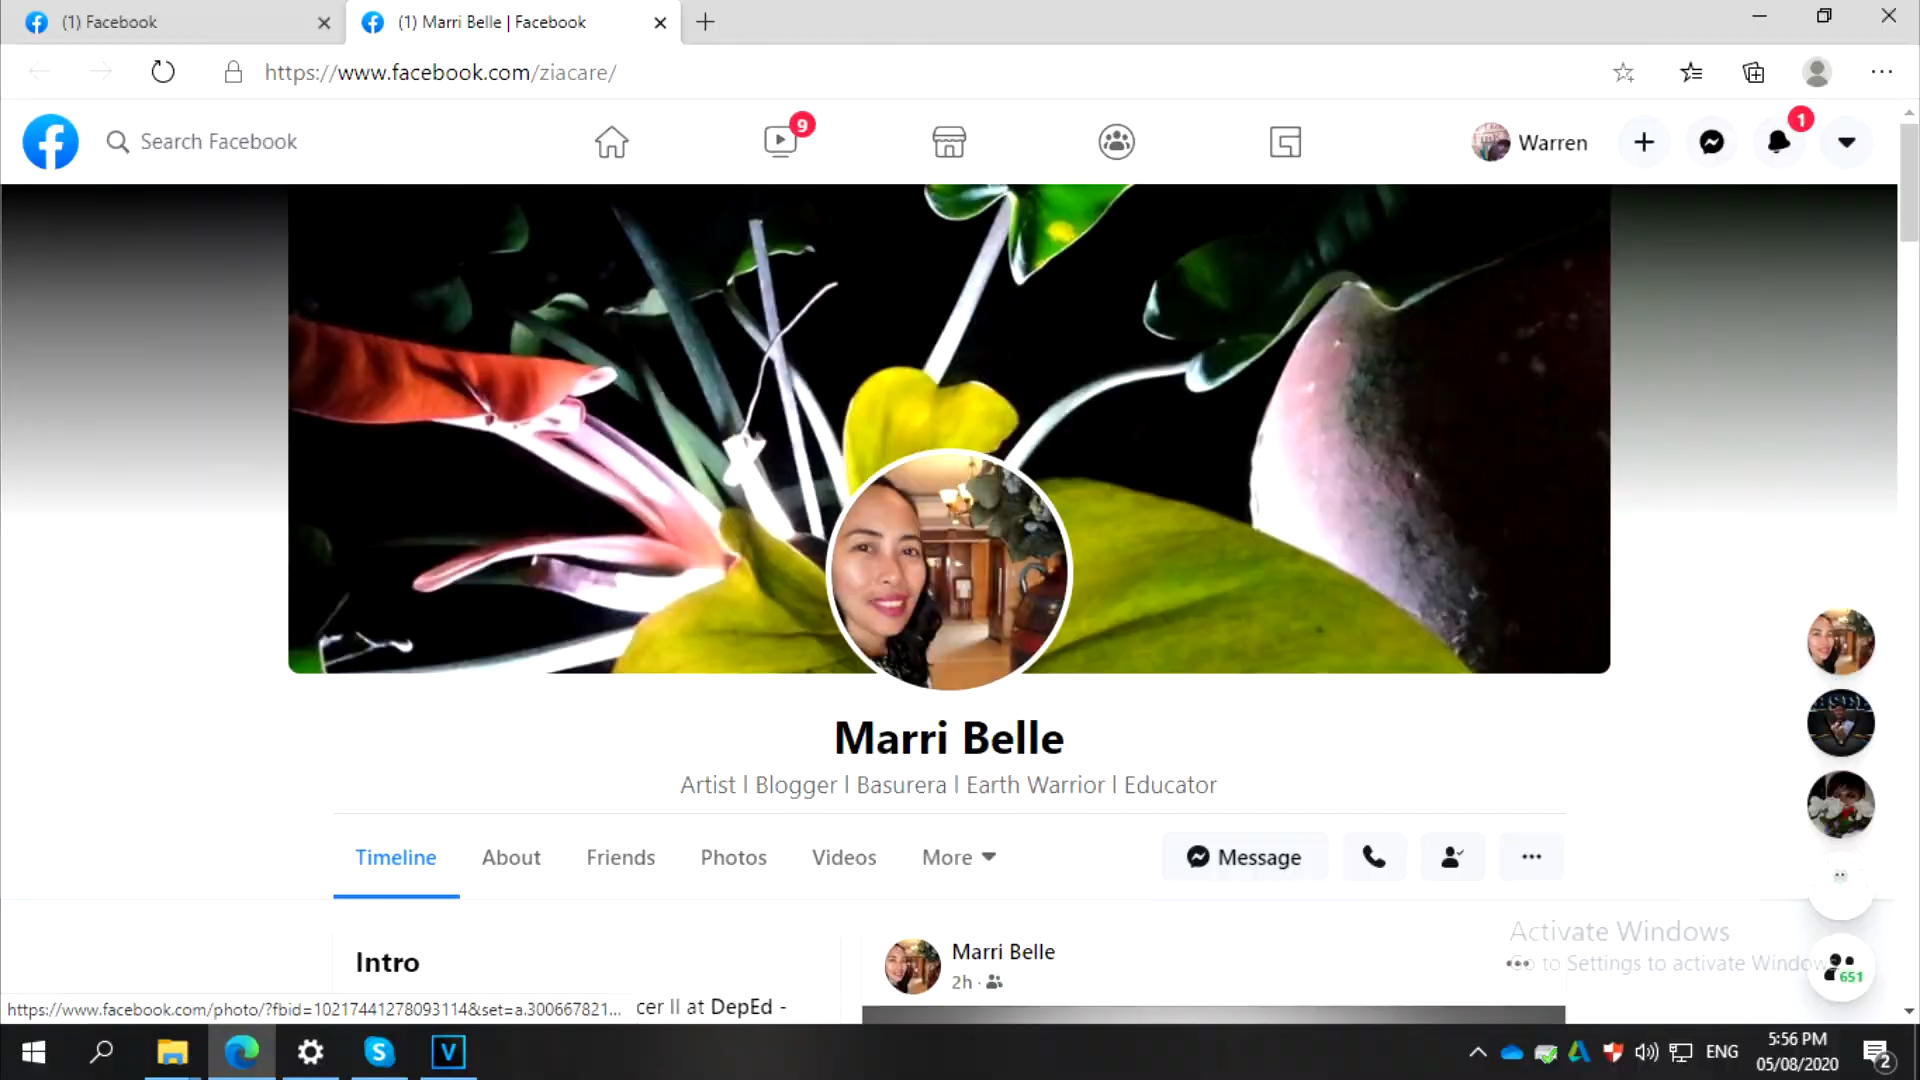 (1) Facebook
(1) Marri Belle | Facebook
https://www.facebook.com/ziacare/
Search Facebook
9
Warren
1
Marri Belle
Artist | Blogger | Basurera | Earth Warrior | Educator
Timeline
About
Friends
Photos
Videos
More
Message
Intro
Marri Belle
2h ·
Activate Windows
Go to Settings to activate Windows
651
https://www.facebook.com/photo/?fbid=10217441278093114&set=a.300667821...
cer II at DepEd -
S
V
ENG
5:56 PM
05/08/2020
2